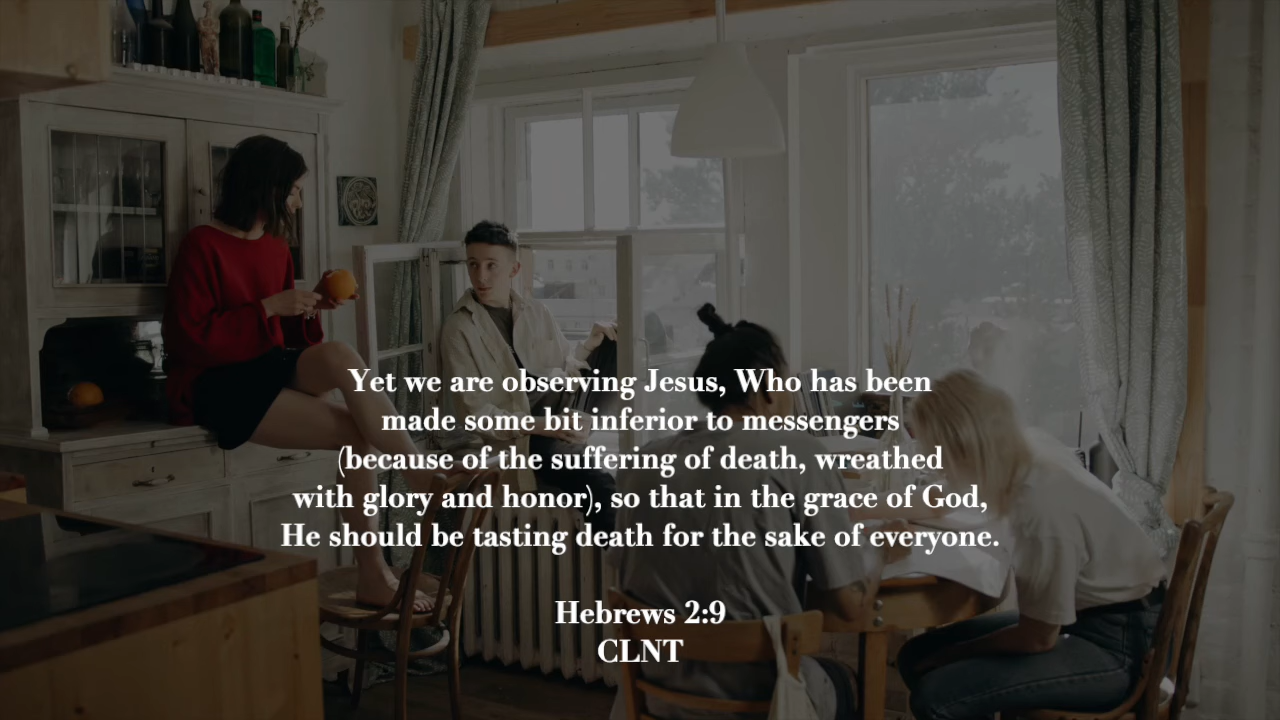 Yet we are observing Jesus, Who has been
made some bit inferior to messengers
(because of the suffering of death, wreathed
with glory and honor), so that in the grace of God,
He should be tasting death for the sake of everyone.
Hebrews 2:9
CLNT